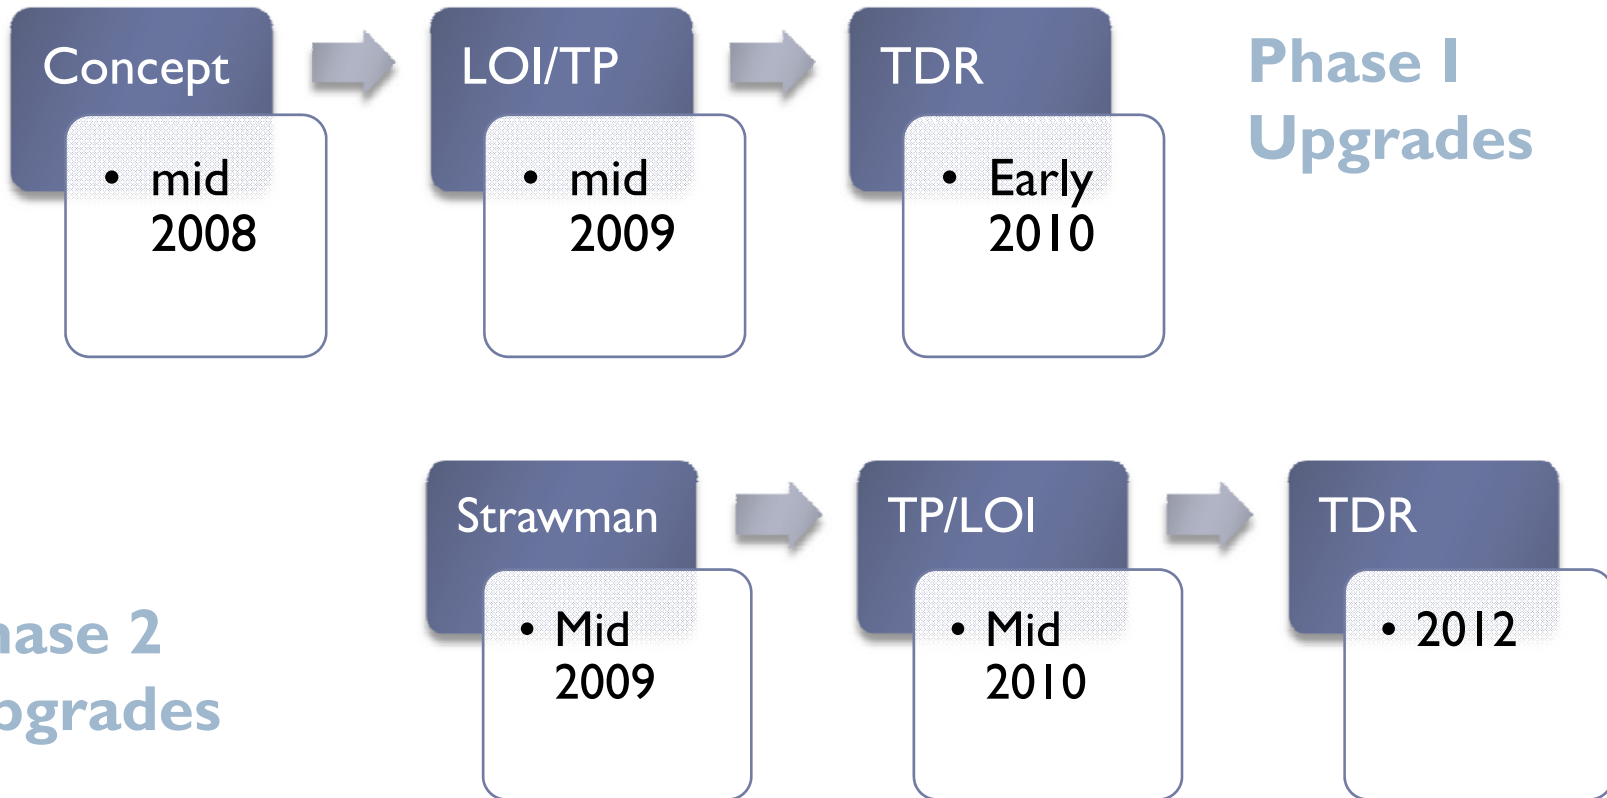 Concept
• mid
2008
LOI/TP
• mid
2009
TDR
• Early
2010
Phase I
Upgrades
hase 2
pgrades
Strawman
• Mid
2009
TP/LOI
• Mid
2010
TDR
• 2012